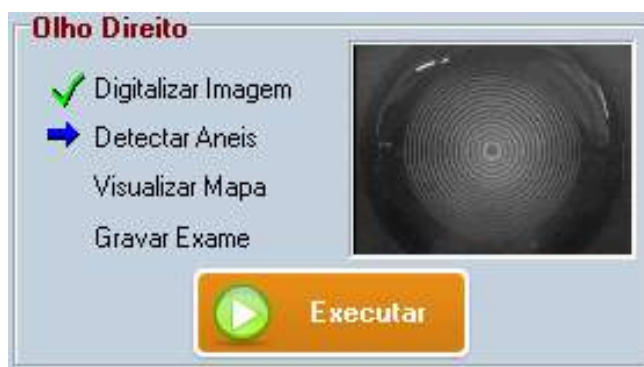 Olho Direito
Digitalizar Imagem
Detectar Aneis
Visualizar Mapa
Gravar Exame
Executar